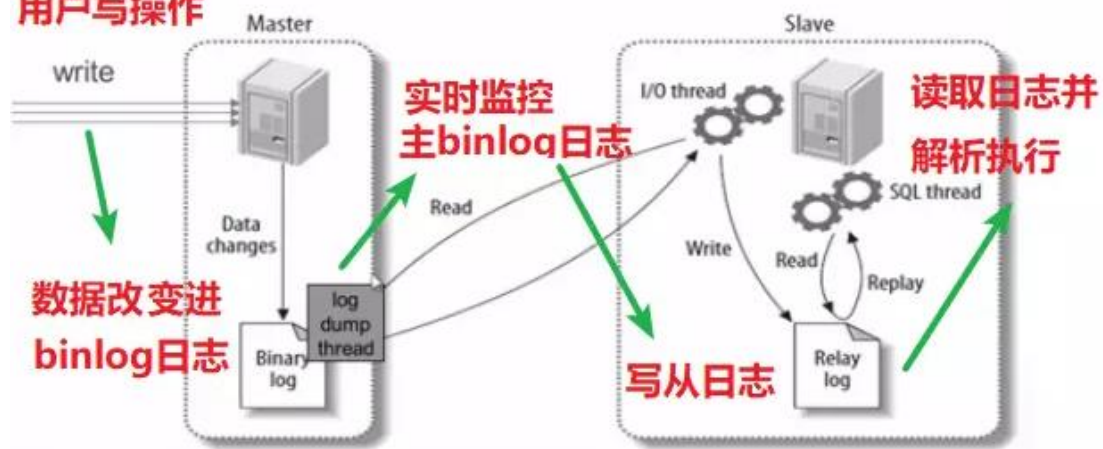 用户写操作
Master
Slave
write
实时监控
主binlog日志
I/O thread
读取日志并
解析执行
SQL thread
Read
Data
changes
Write
Read
Replay
数据改变进
binlog日志
log
dump
thread
Binary
log
写从日志
Relay
log